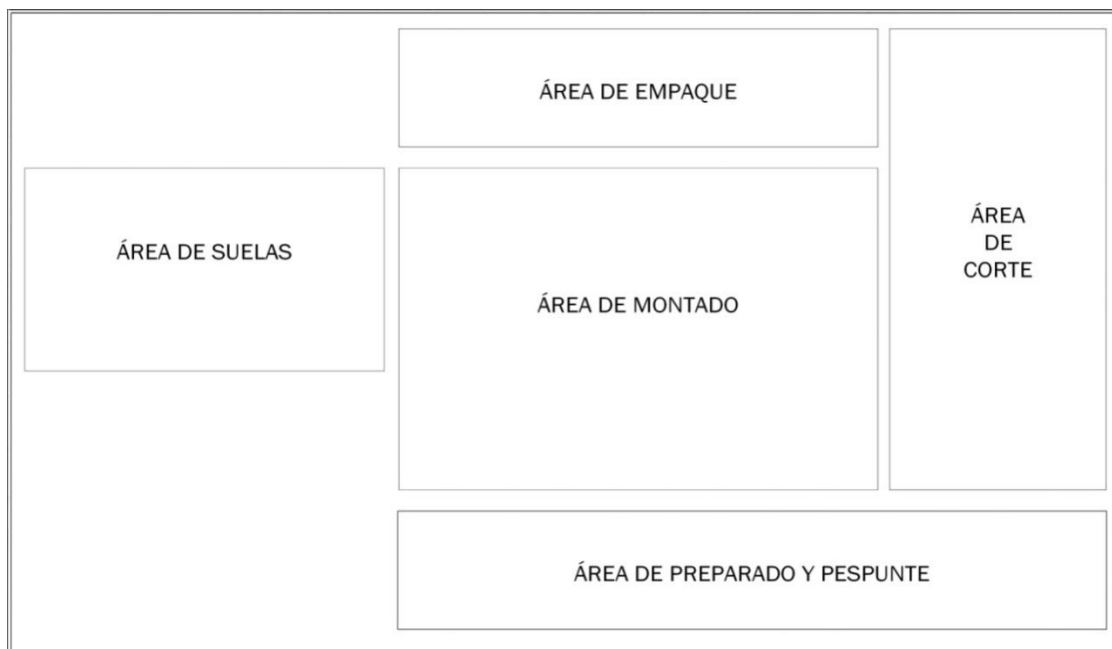 ÁREA DE EMPAQUE
ÁREA DE SUELAS
ÁREA DE MONTADO
ÁREA
DE
CORTE
ÁREA DE PREPARADO Y PESPUNTE